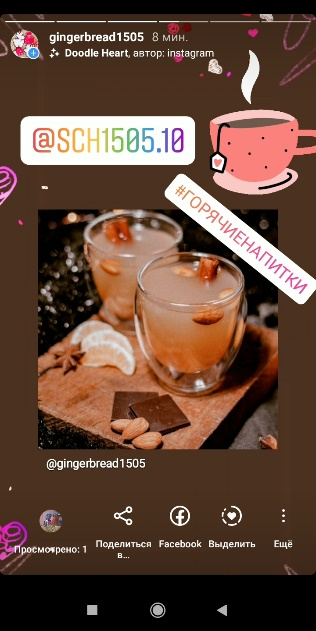 gingerbread1505 8 мин.
Doodle Heart, автор: instagram
@SCH1505.10
#ГОРЯЧИЕНАПИТКИ
@gingerbread1505
Просмотрено: 1
Поделиться в...
Facebook
Выделить
Ещё